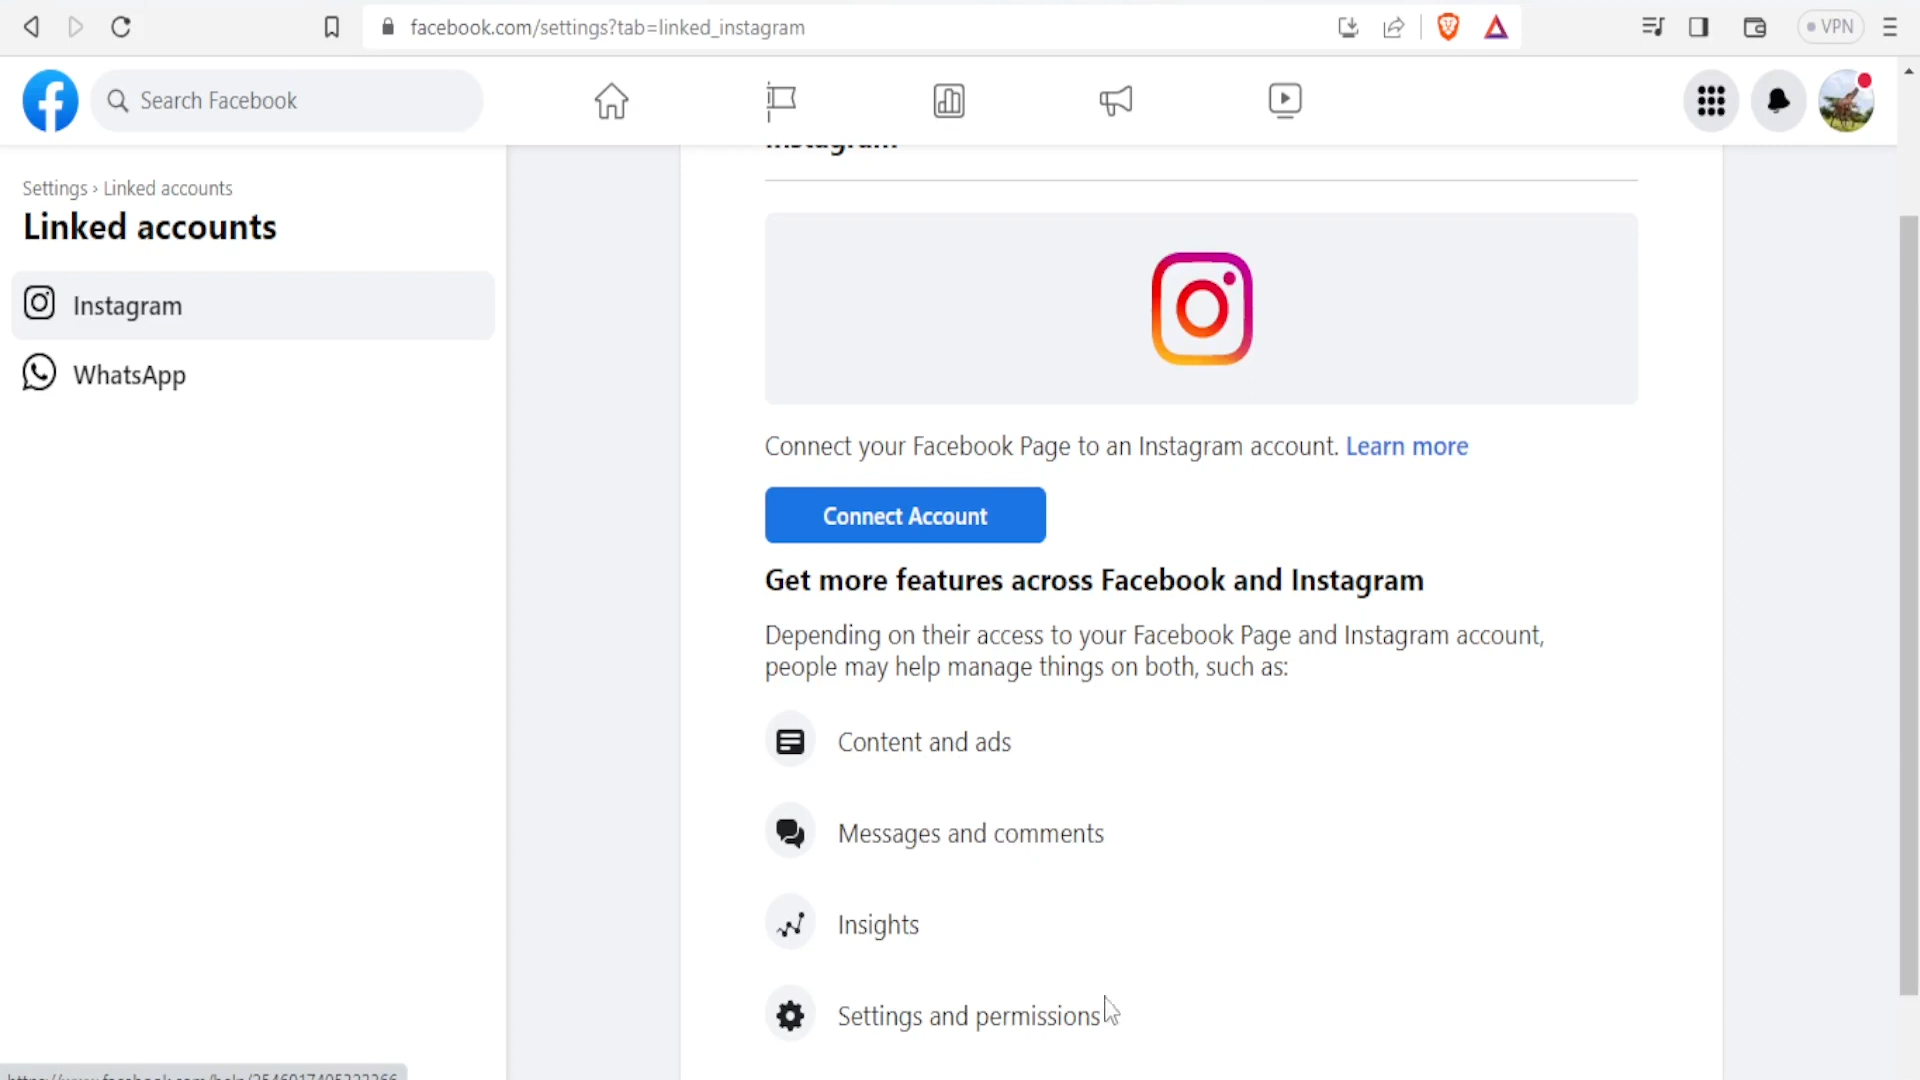 facebook.com/settings?tab=linked_instagram
VPN
Search Facebook
Settings › Linked accounts
Linked accounts
Instagram
WhatsApp
Instagram
Connect your Facebook Page to an Instagram account. Learn more
Connect Account
Get more features across Facebook and Instagram
Depending on their access to your Facebook Page and Instagram account,
people may help manage things on both, such as:
Content and ads
Messages and comments
Insights
Settings and permissions